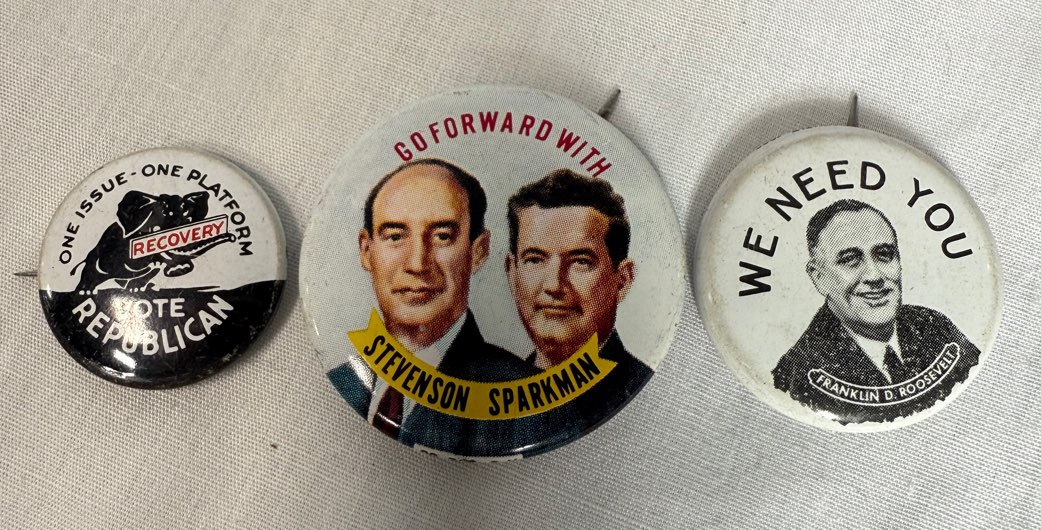 ONE ISSUE - ONE PLATFORM
RECOVERY
VOTE
REPUBLICAN
GO FORWARD WITH
STEVENSON SPARKMAN
WE NEED YOU
FRANKLIN D. ROOSEVELT